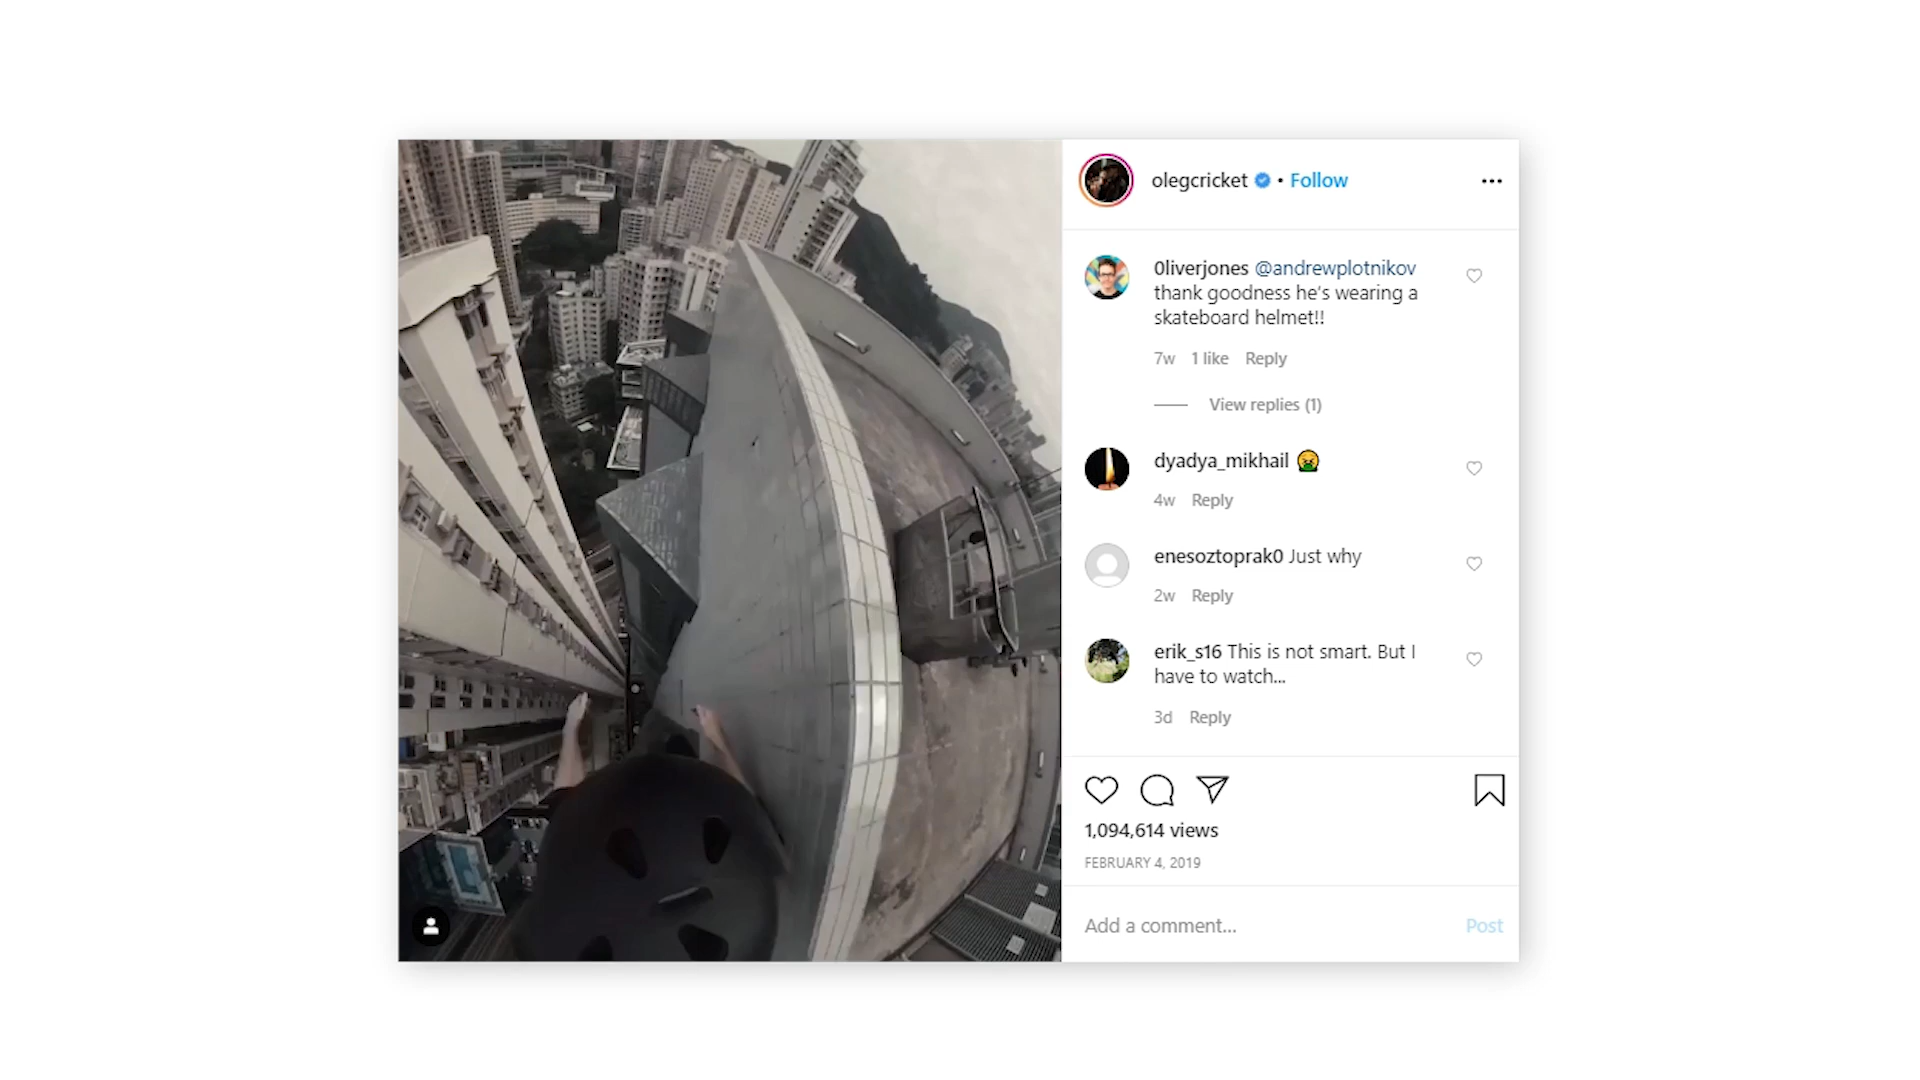 olegcricket • Follow
0liverjones @andrewplotnikov
thank goodness he's wearing a
skateboard helmet!!
7w 1 like Reply
View replies (1)
dyadya_mikhail 🤮
4w Reply
enesoztoprak0 Just why
2w Reply
erik_s16 This is not smart. But I
have to watch...
3d Reply
1,094,614 views
FEBRUARY 4, 2019
Add a comment... Post